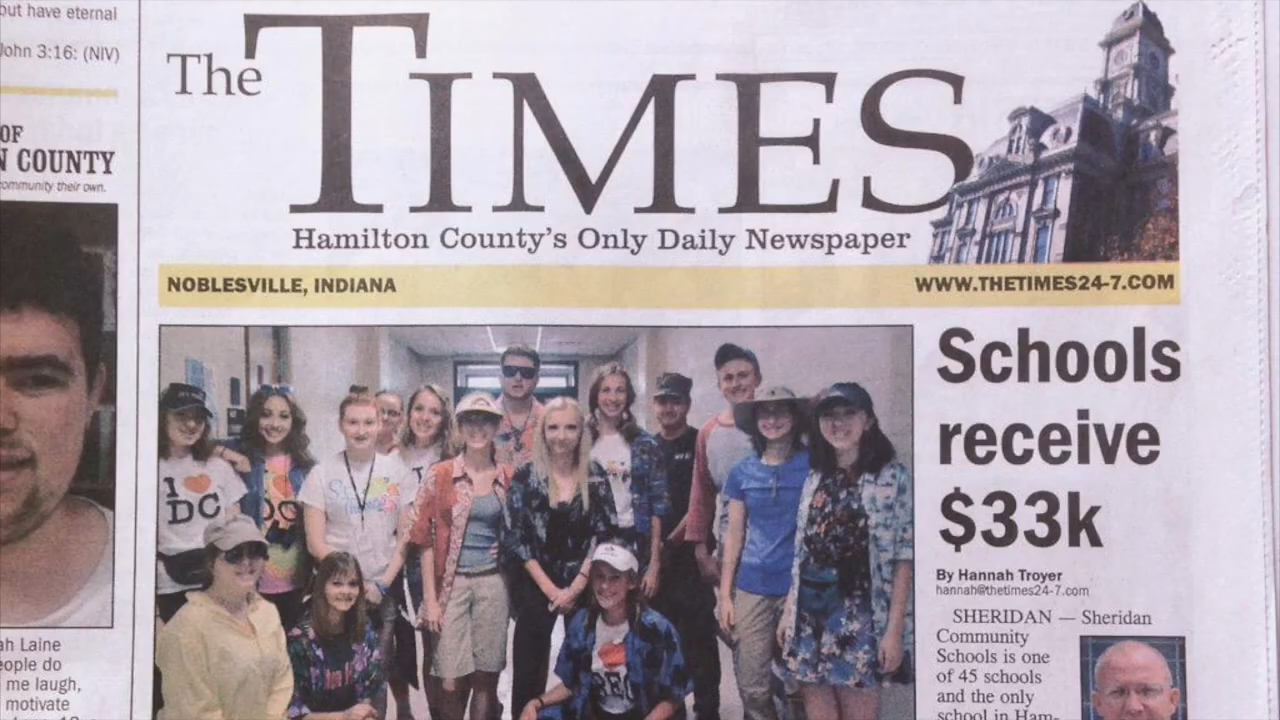 but have eternal
John 3:16: (NIV)
OF
COUNTY
community their own.
ah Laine
eople do
me laugh,
motivate
The TIMES
Hamilton County's Only Daily Newspaper
NOBLESVILLE, INDIANA
WWW.THETIMES24-7.COM
I
DC
Schools
receive
$33k
By Hannah Troyer
hannah@thetimes24-7.com
SHERIDAN — Sheridan
Community
Schools is one
of 45 schools
and the only
school in Ham-